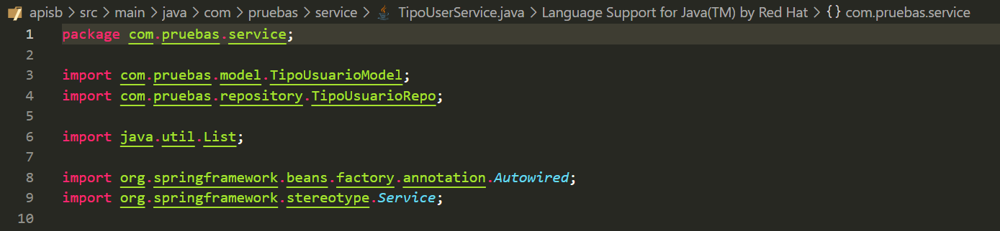 apisb > src > main > java > com > pruebas > service > TipoUserService.java > Language Support for Java(TM) by Red Hat > {} com.pruebas.service
1 package com.pruebas.service;
2
3 import com.pruebas.model.TipoUsuarioModel;
4 import com.pruebas.repository.TipoUsuarioRepo;
5
6 import java.util.List;
7
8 import org.springframework.beans.factory.annotation.Autowired;
9 import org.springframework.stereotype.Service;
10